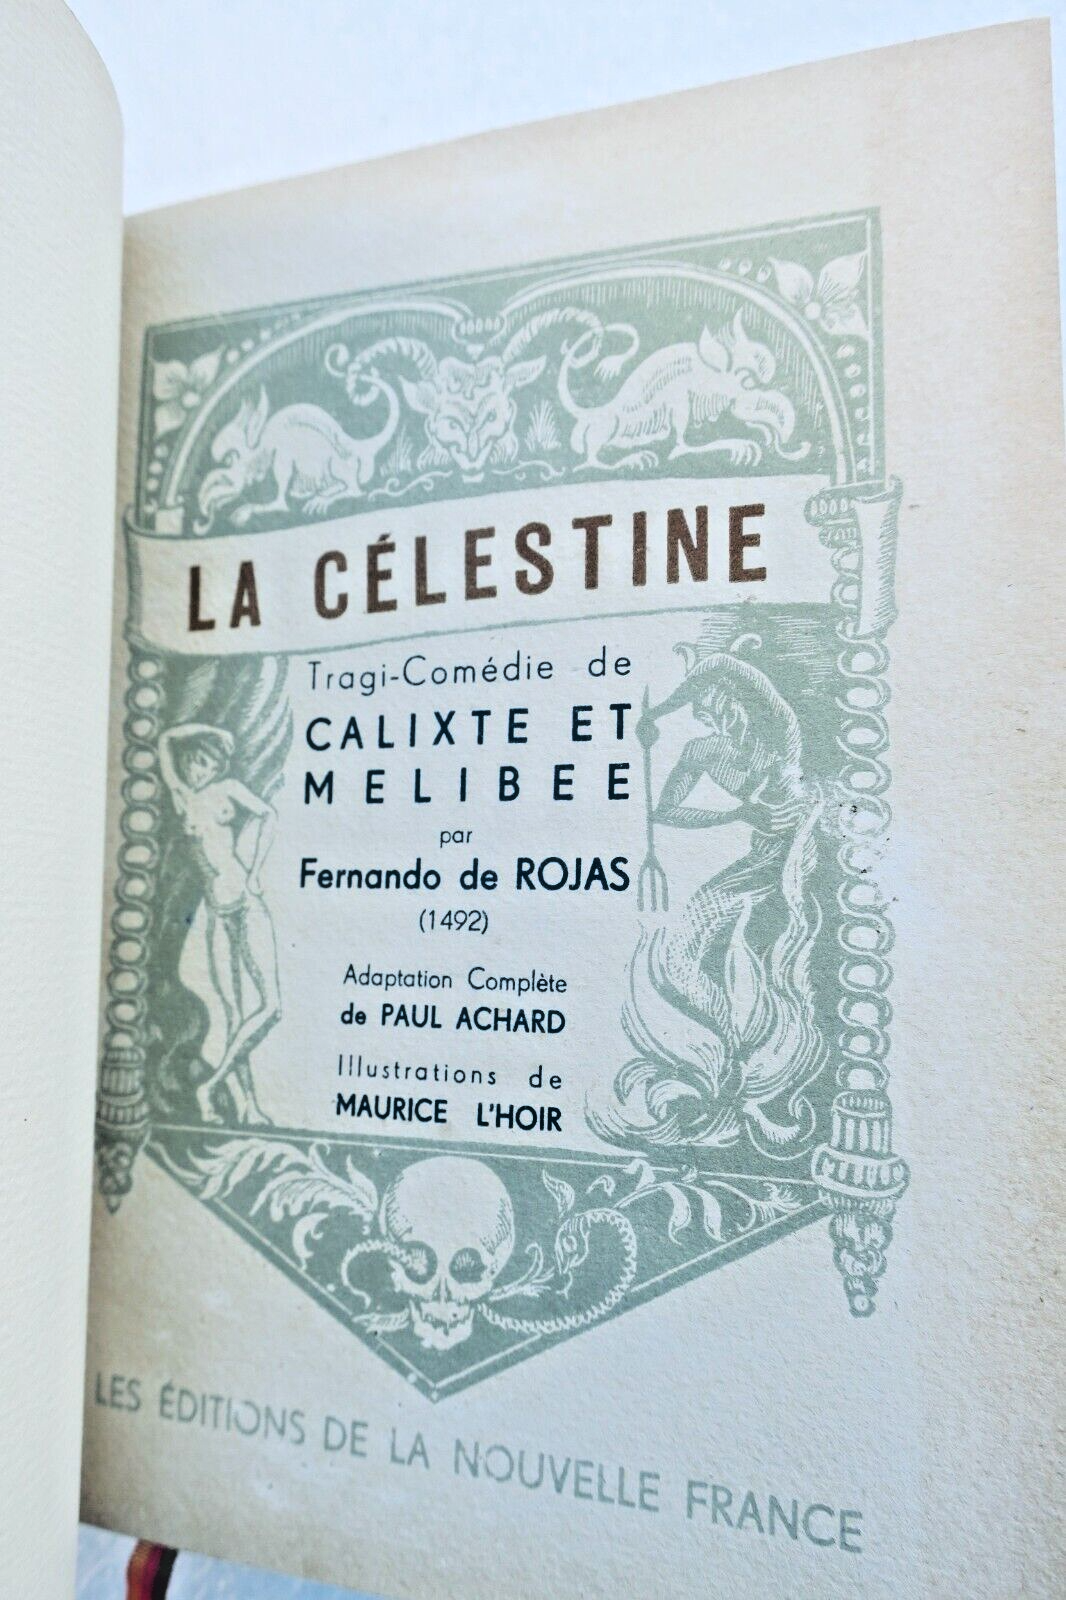 LA CÉLESTINE
Tragi-Comédie de
CALIXTE ET
MELIBEE
par
Fernando de ROJAS
(1492)
Adaptation Complète
de PAUL ACHARD
Illustrations de
MAURICE L'HOIR
LES ÉDITIONS DE LA NOUVELLE FRANCE